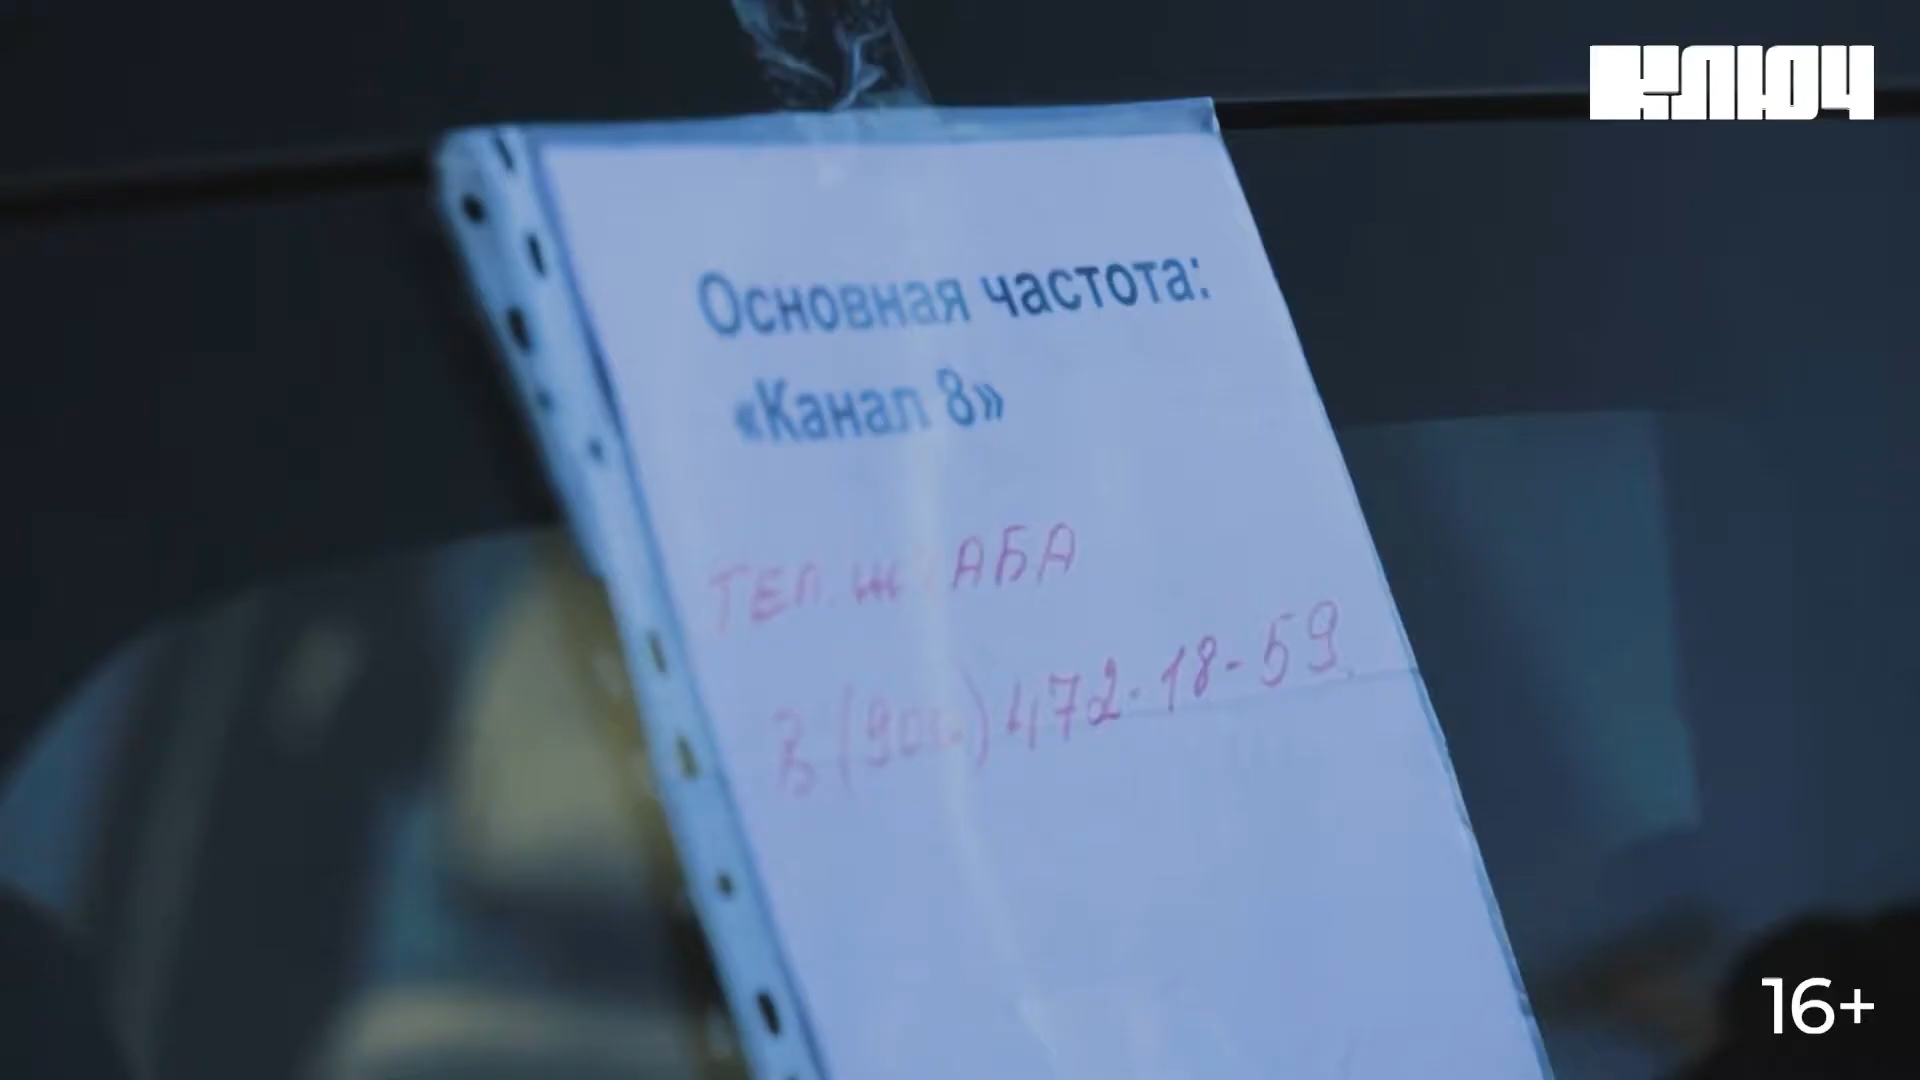 КЛЮЧ
Основная частота:
«Канал 8»
ТЕЛ. АБА
472-18-59
16+